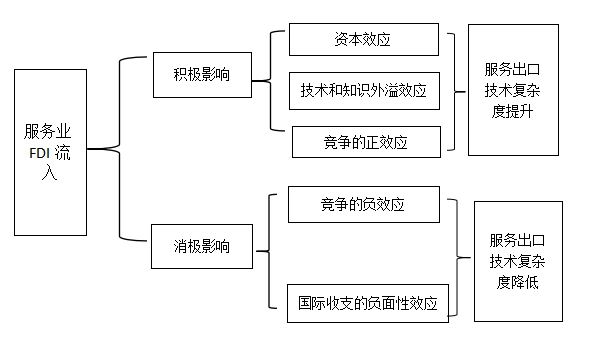 服务业
FDI 流
入
积极影响
消极影响
资本效应
技术和知识外溢效应
竞争的正效应
竞争的负效应
国际收支的负面性效应
服务出口
技术复杂
度提升
服务出口
技术复杂
度降低